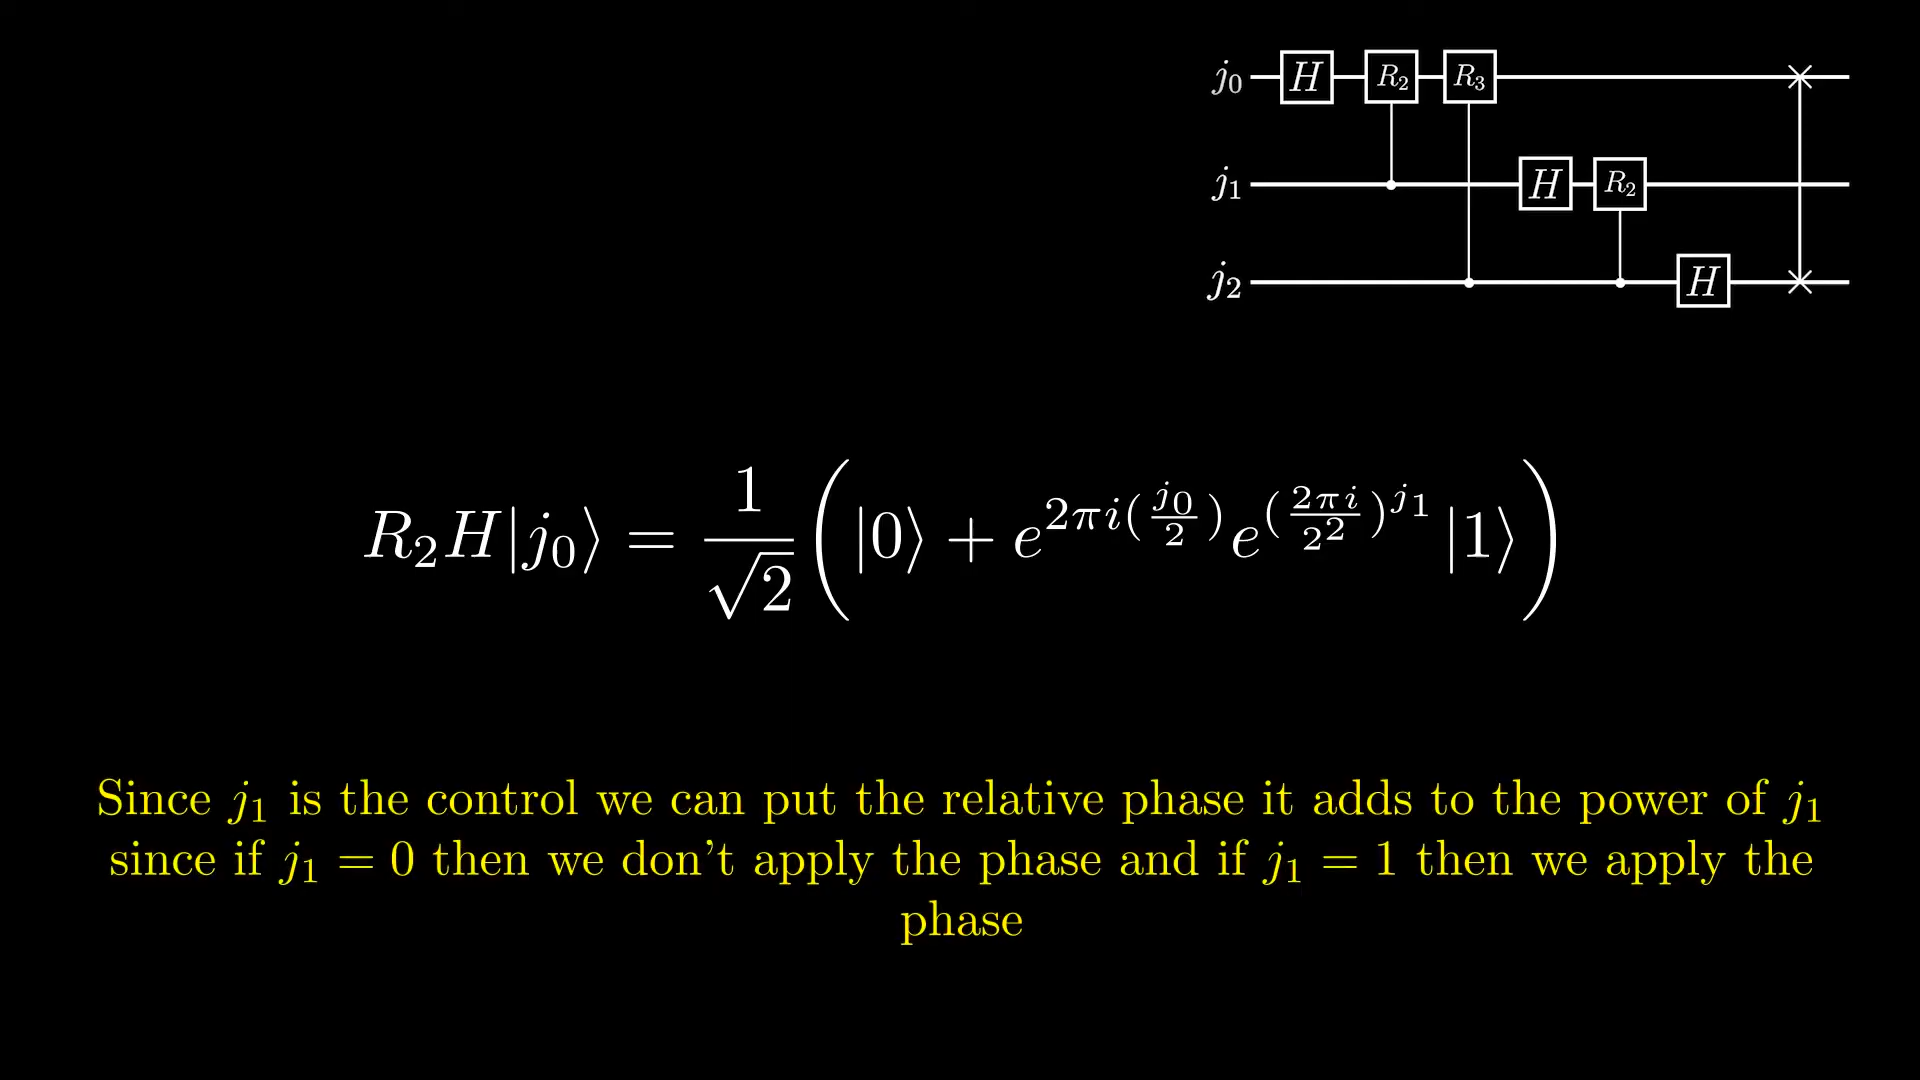 j₀ H R₂ R₃
j₁ H R₂
j₂ H
R₂H|j₀⟩ = 1/√2 (|0⟩ + e^{2πi(j₀/2)} e^{(2πi/2²)^{j₁}} |1⟩)
Since j₁ is the control we can put the relative phase it adds to the power of j₁
since if j₁ = 0 then we don't apply the phase and if j₁ = 1 then we apply the
phase